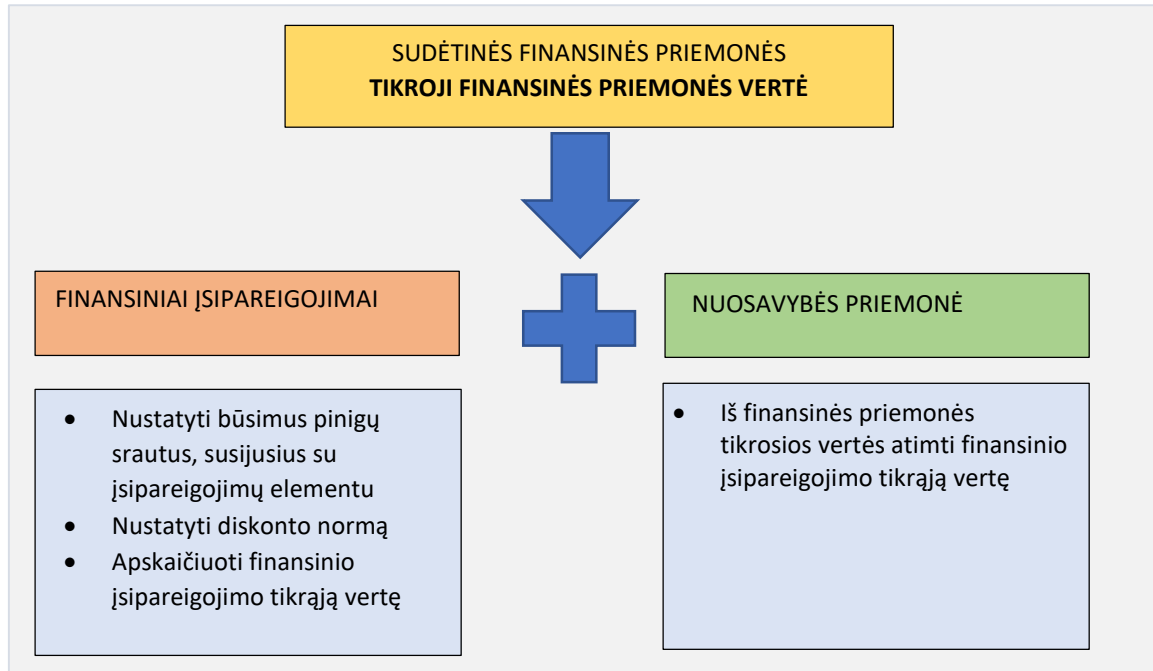 SUDĖTINĖS FINANSINĖS PRIEMONĖS
TIKROJI FINANSINĖS PRIEMONĖS VERTĖ
FINANSINIAI ĮSIPAREIGOJIMAI
NUOSAVYBĖS PRIEMONĖ
• Nustatyti būsimus pinigų
srautus, susijusius su
įsipareigojimų elementu
• Nustatyti diskonto normą
• Apskaičiuoti finansinio
įsipareigojimo tikrąją vertę
• Iš finansinės priemonės
tikrosios vertės atimti finansinio
įsipareigojimo tikrąją vertę